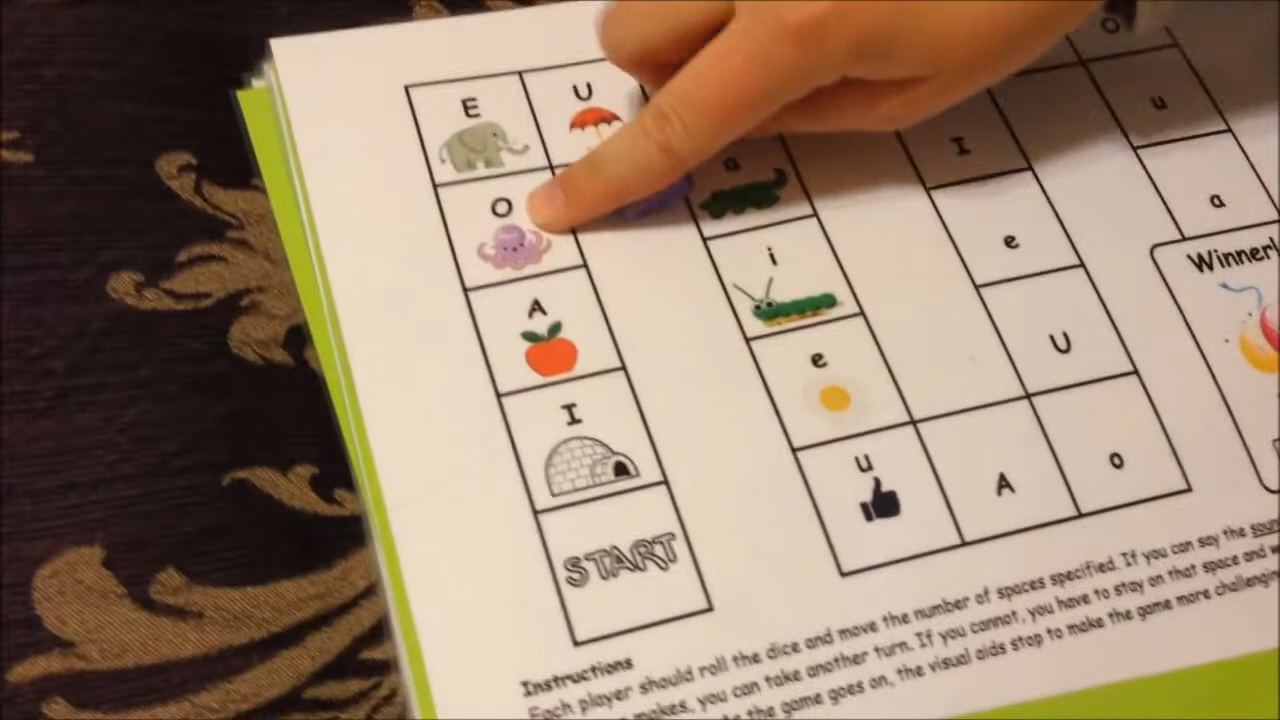 E U O
O a I u
A i e a
I e U Winner!
START u A o
Instructions
Each player should roll the dice and move the number of spaces specified. If you can say the
makes, you can take another turn. If you cannot, you have to stay on that space and
the game goes on, the visual aids stop to make the game more challenging